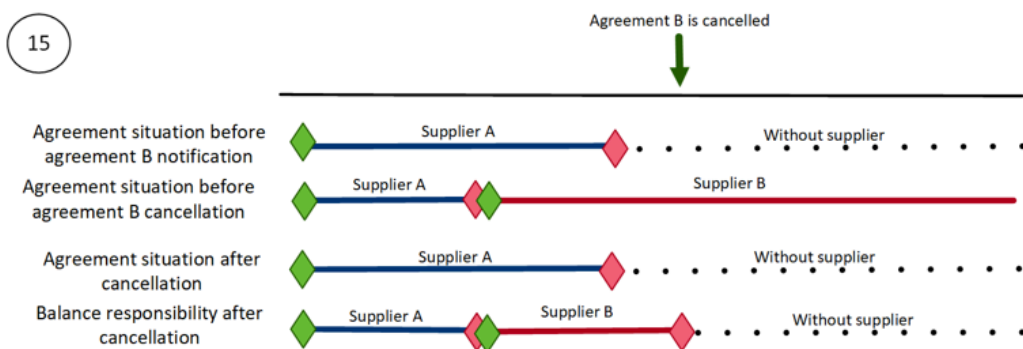 15
Agreement B is cancelled
Agreement situation before
agreement B notification
Supplier A
Without supplier
Agreement situation before
agreement B cancellation
Supplier A
Supplier B
Agreement situation after
cancellation
Supplier A
Without supplier
Balance responsibility after
cancellation
Supplier A
Supplier B
Without supplier